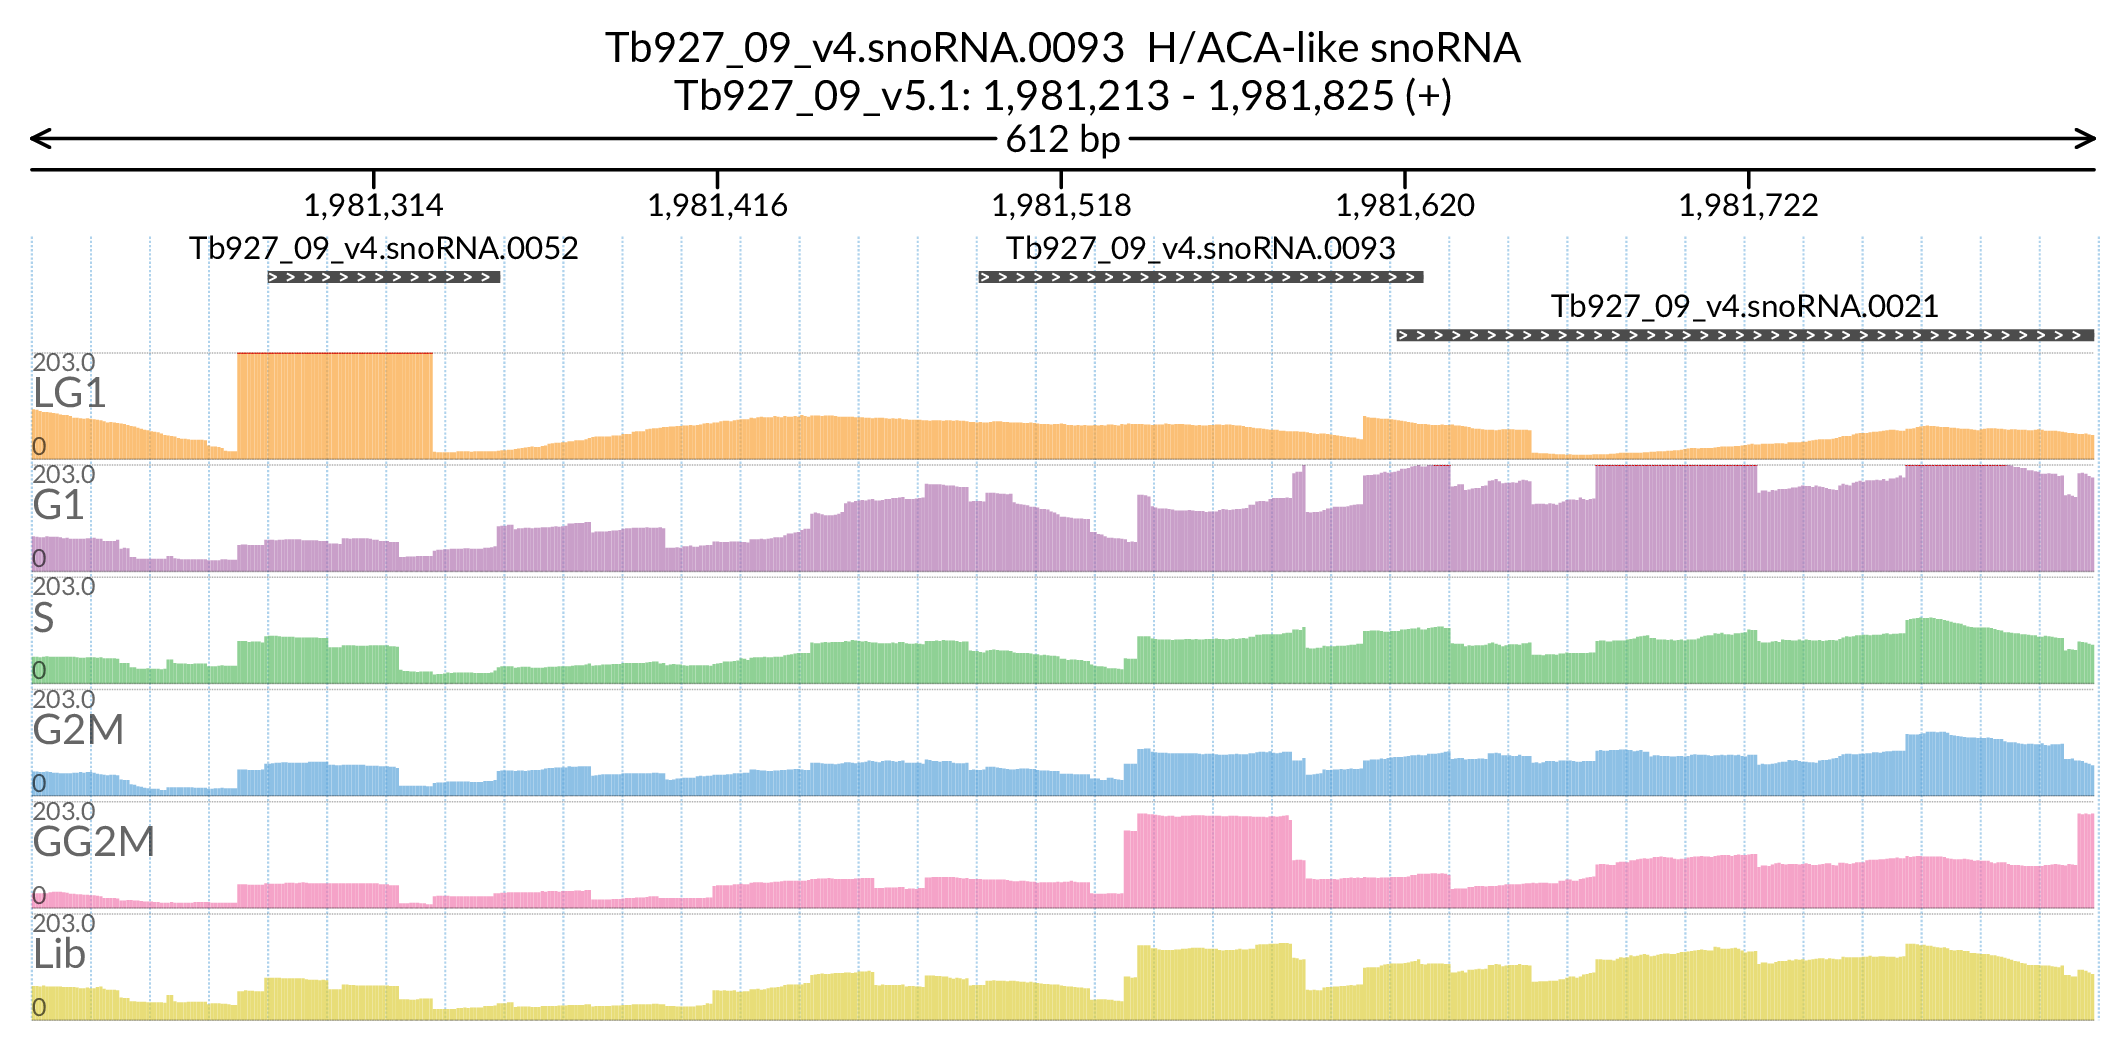 Tb927_09_v4.snoRNA.0093 H/ACA-like snoRNA
Tb927_09_v5.1: 1,981,213 - 1,981,825 (+)
612 bp
1,981,314 1,981,416 1,981,518 1,981,620 1,981,722
Tb927_09_v4.snoRNA.0052 Tb927_09_v4.snoRNA.0093
Tb927_09_v4.snoRNA.0021
203.0
LG1
0
203.0
G1
0
203.0
S
0
203.0
G2M
0
203.0
GG2M
0
203.0
Lib
0